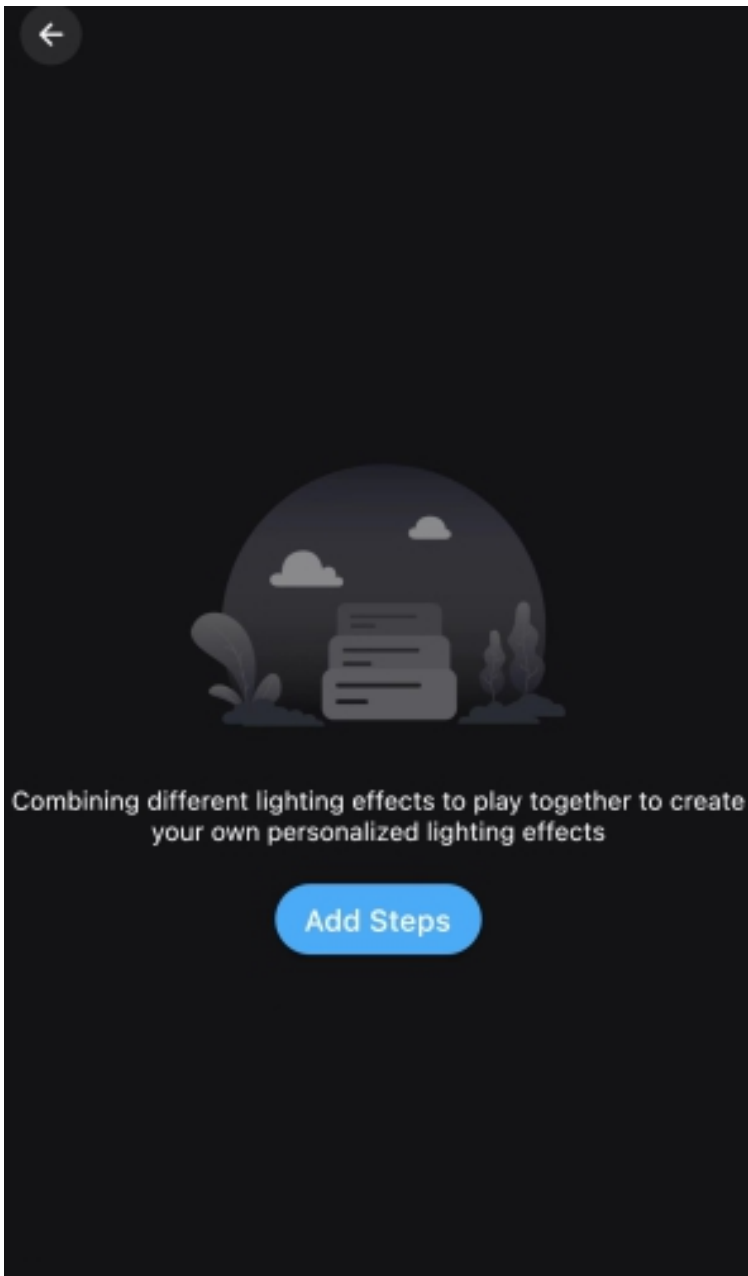 Combining different lighting effects to play together to create
your own personalized lighting effects
Add Steps